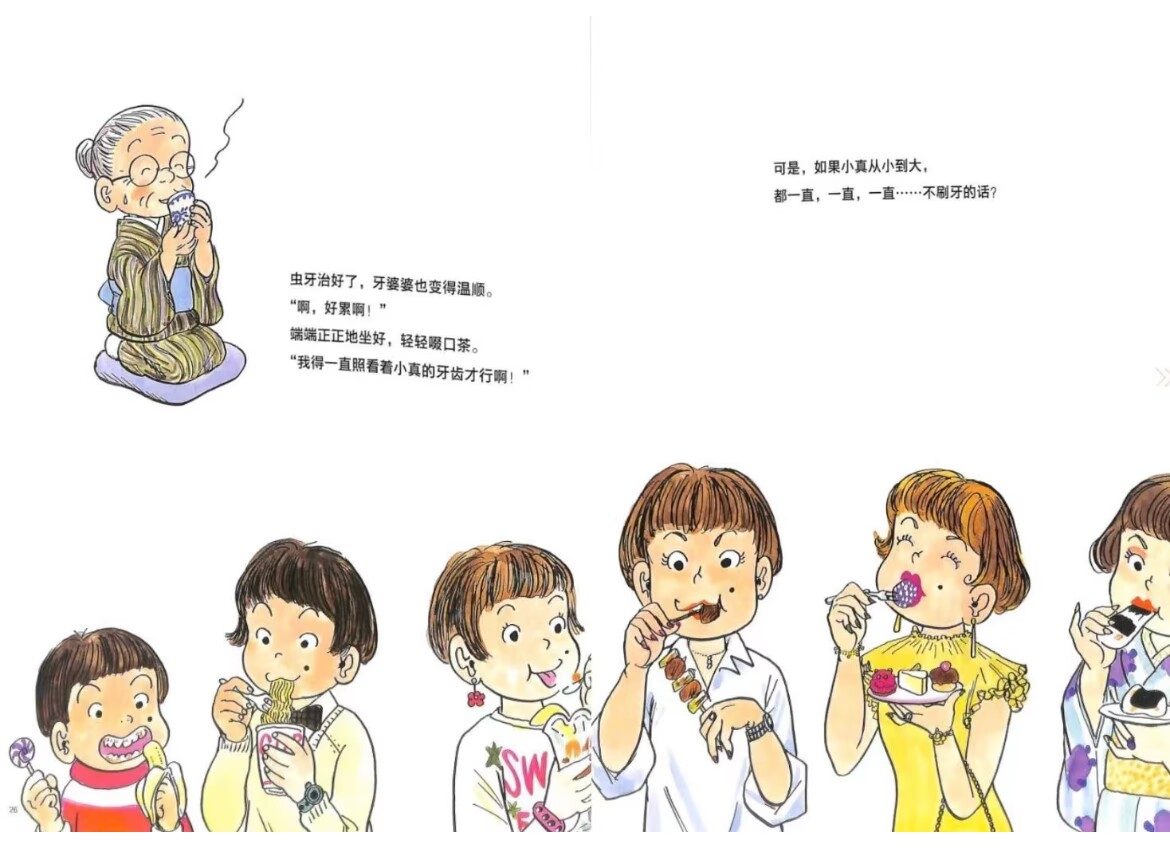 虫牙治好了，牙婆婆也变得温顺。
“啊，好累啊！”
端端正正地坐好，轻轻啜口茶。
“我得一直照看着小真的牙齿才行啊！”
可是，如果小真从小到大，
都一直，一直，一直……不刷牙的话？
SW
26